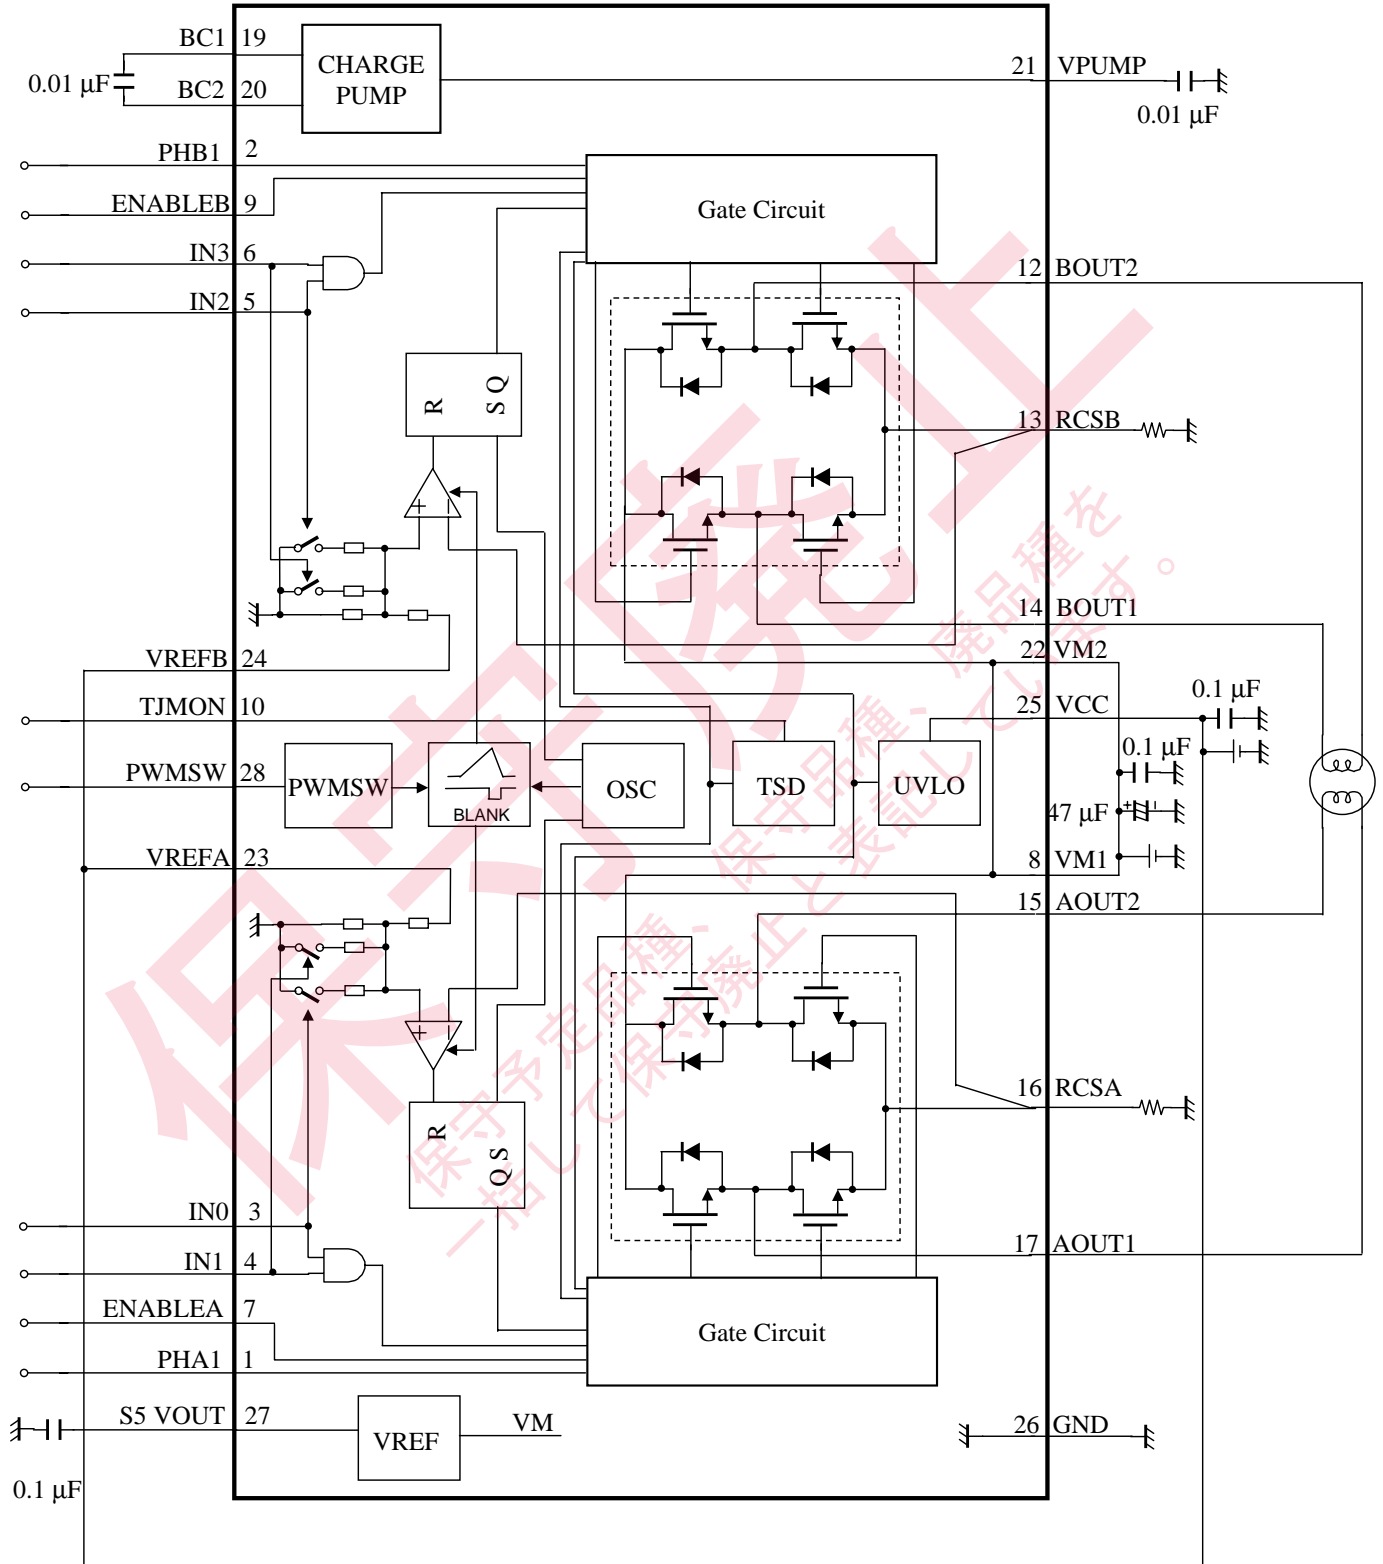 BC1 19
0.01 µF
BC2 20
CHARGE
PUMP
21 VPUMP
0.01 µF
PHB1 2
ENABLEB 9
IN3 6
IN2 5
Gate Circuit
12 BOUT2
R
S Q
13 RCSB
+ −
14 BOUT1
VREFB 24
22 VM2
TJMON 10
25 VCC
0.1 µF
PWMSW 28
PWMSW
BLANK
OSC
TSD
UVLO
0.1 µF
47 µF
+ -
VREFA 23
8 VM1
15 AOUT2
+ −
R
Q S
16 RCSA
IN0 3
IN1 4
17 AOUT1
ENABLEA 7
Gate Circuit
PHA1 1
S5 VOUT 27
VREF
VM
26 GND
0.1 µF
保守廃止
保守予定品種、保守品種、廃品種を
一括して保守廃止と表記しています。